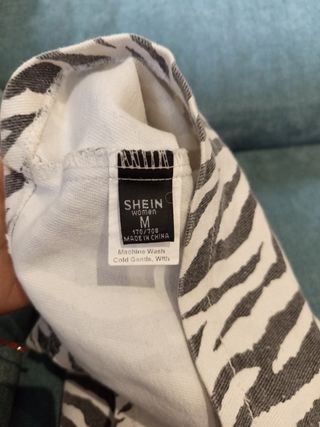 SHEIN
women
M
170/70B
MADE IN CHINA
Machine Wash
Cold Gentle, With